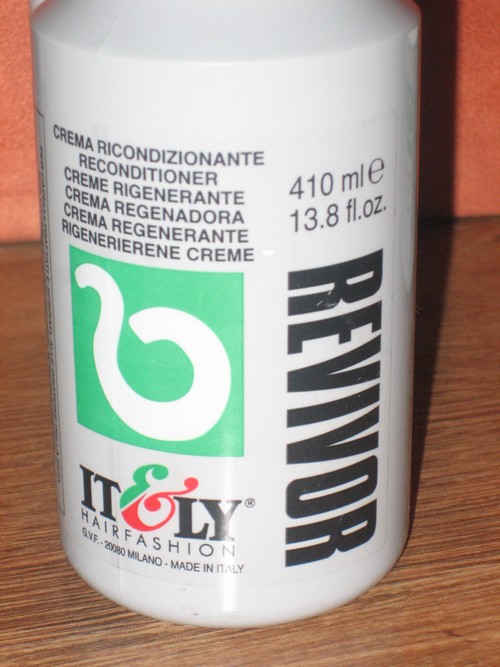 CREMA RICONDIZIONANTE
RECONDITIONER
CREME RIGENERANTE
CREMA REGENADORA
CREMA REGENERANTE
RIGENERIERENE CREME
410 ml e
13.8 fl.oz.
REVIVOR
IT&LY®
HAIRFASHION
G.V.F. - 20080 MILANO - MADE IN ITALY